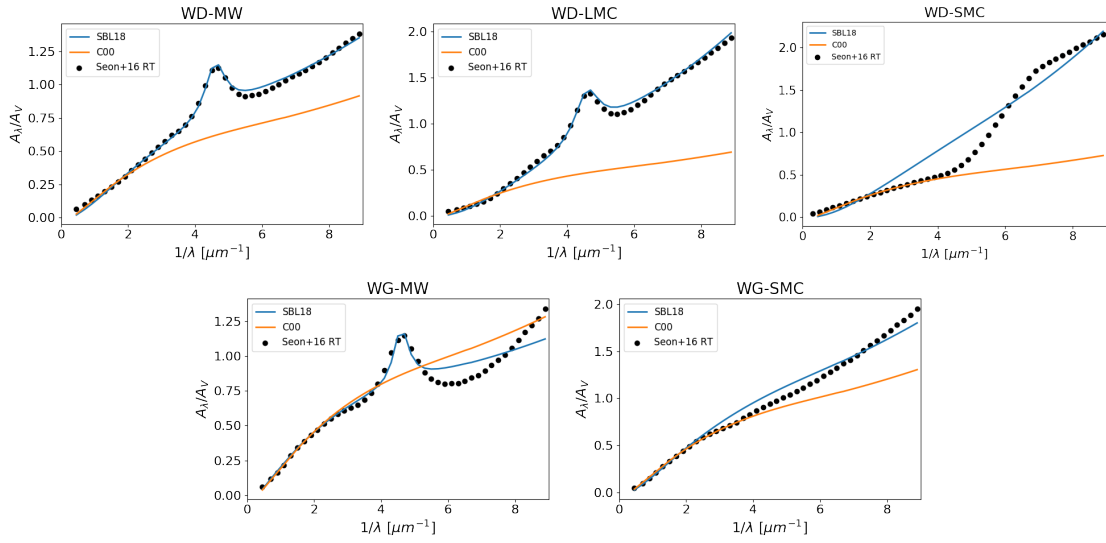 WD-MW
SBL18
C00
Seon+16 RT
A_λ/A_V
1.25
1.00
0.75
0.50
0.25
0.00
0 2 4 6 8
1/λ [μm⁻¹]
WD-LMC
SBL18
C00
Seon+16 RT
A_λ/A_V
2.0
1.5
1.0
0.5
0.0
0 2 4 6 8
1/λ [μm⁻¹]
WD-SMC
SBL18
C00
Seon+16 RT
A_λ/A_V
2.0
1.5
1.0
0.5
0.0
0 2 4 6 8
1/λ [μm⁻¹]
WG-MW
SBL18
C00
Seon+16 RT
A_λ/A_V
1.25
1.00
0.75
0.50
0.25
0.00
0 2 4 6 8
1/λ [μm⁻¹]
WG-SMC
SBL18
C00
Seon+16 RT
A_λ/A_V
2.0
1.5
1.0
0.5
0.0
0 2 4 6 8
1/λ [μm⁻¹]